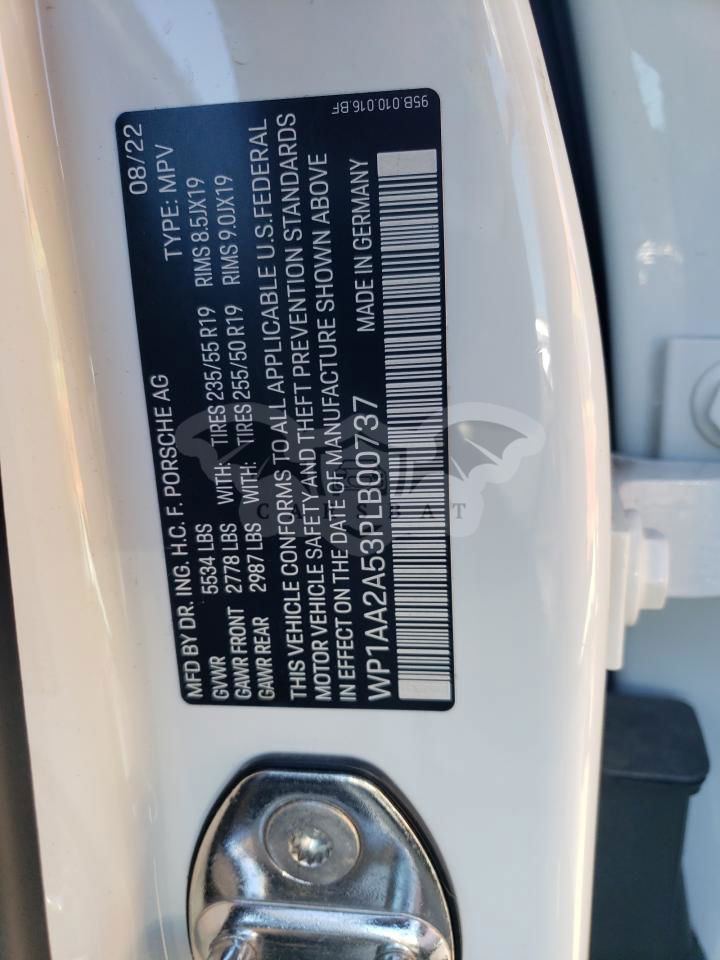 MFD BY DR. ING. H.C. F. PORSCHE AG 08/22
GVWR 5534 LBS TYPE: MPV
GAWR FRONT 2778 LBS WITH: TIRES 235/55 R19 RIMS 8.5JX19
GAWR REAR 2987 LBS WITH: TIRES 255/50 R19 RIMS 9.0JX19
THIS VEHICLE CONFORMS TO ALL APPLICABLE U.S.FEDERAL
MOTOR VEHICLE SAFETY AND THEFT PREVENTION STANDARDS
IN EFFECT ON THE DATE OF MANUFACTURE SHOWN ABOVE
WP1AA2A53PLB00737 MADE IN GERMANY
95B.010.016.BF
CARSBAT